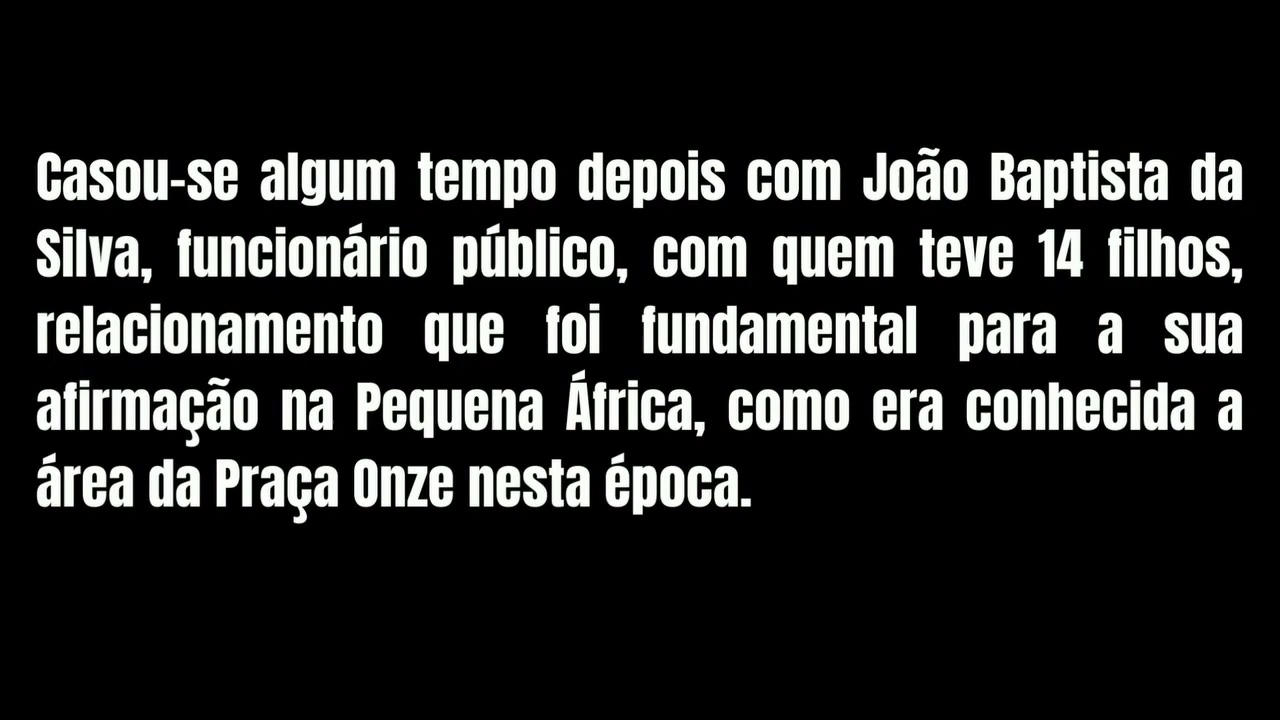 Casou-se algum tempo depois com João Baptista da
Silva, funcionário público, com quem teve 14 filhos,
relacionamento que foi fundamental para a sua
afirmação na Pequena África, como era conhecida a
área da Praça Onze nesta época.